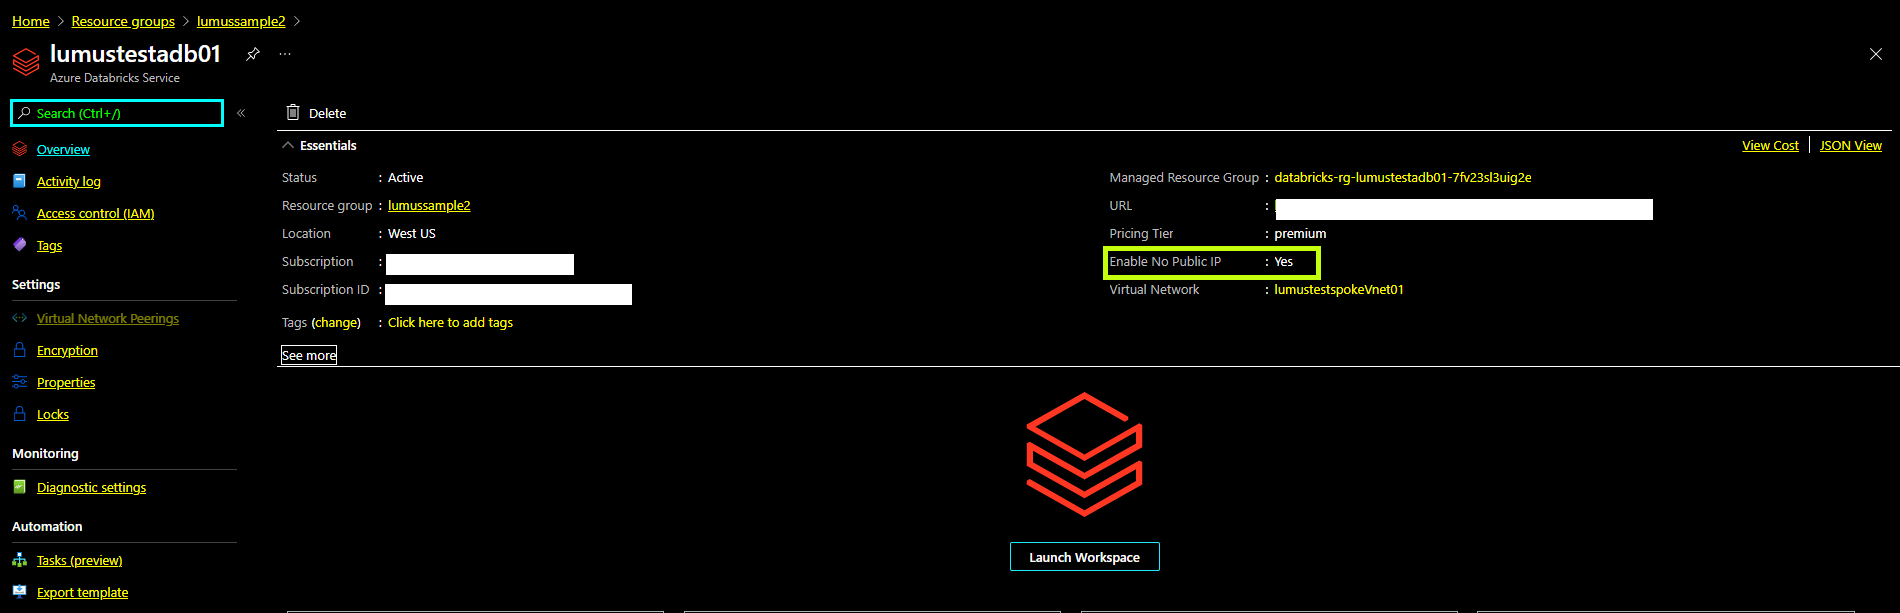 Home > Resource groups > lumussample2 >
lumustestadb01 ...
Azure Databricks Service
Search (Ctrl+/) «
Overview
Activity log
Access control (IAM)
Tags
Settings
Virtual Network Peerings
Encryption
Properties
Locks
Monitoring
Diagnostic settings
Automation
Tasks (preview)
Export template
Delete
Essentials
View Cost | JSON View
Status : Active
Resource group : lumussample2
Location : West US
Subscription :
Subscription ID :
Tags (change) : Click here to add tags
See more
Managed Resource Group : databricks-rg-lumustestadb01-7fv23sl3uig2e
URL :
Pricing Tier : premium
Enable No Public IP : Yes
Virtual Network : lumustestspokeVnet01
Launch Workspace